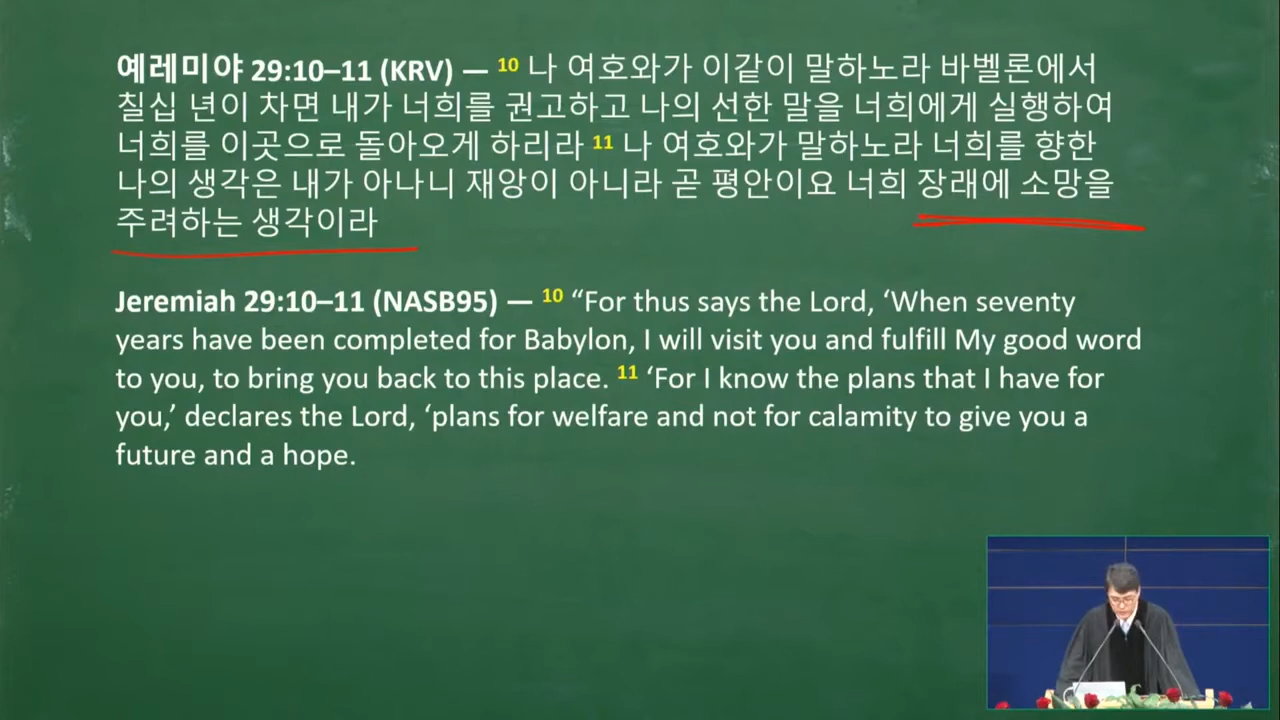 예레미야 29:10–11 (KRV) — 10 나 여호와가 이같이 말하노라 바벨론에서
칠십 년이 차면 내가 너희를 권고하고 나의 선한 말을 너희에게 실행하여
너희를 이곳으로 돌아오게 하리라 11 나 여호와가 말하노라 너희를 향한
나의 생각은 내가 아나니 재앙이 아니라 곧 평안이요 너희 장래에 소망을
주려하는 생각이라
Jeremiah 29:10–11 (NASB95) — 10 “For thus says the Lord, ‘When seventy
years have been completed for Babylon, I will visit you and fulfill My good word
to you, to bring you back to this place. 11 ‘For I know the plans that I have for
you,’ declares the Lord, ‘plans for welfare and not for calamity to give you a
future and a hope.